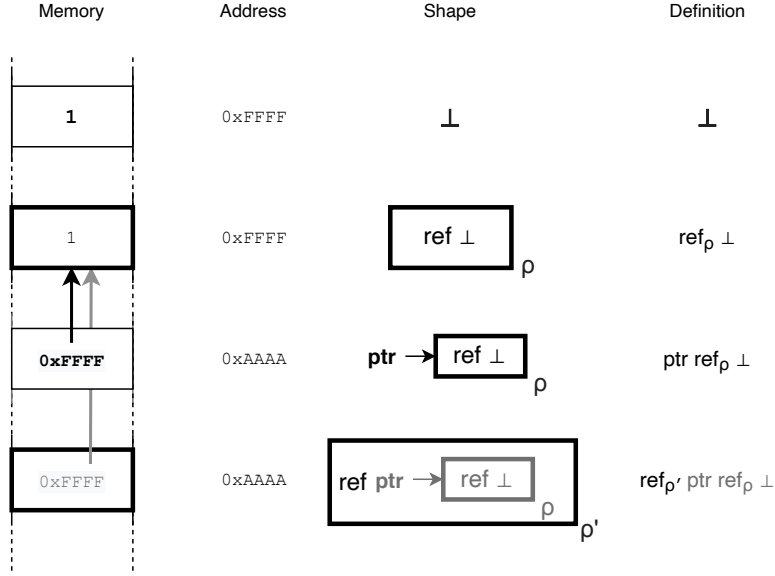 Memory Address Shape Definition
1 0xFFFF ⊥ ⊥
1 0xFFFF ref ⊥ ρ refρ ⊥
0xFFFF 0xAAAA ptr ref ⊥ ρ ptr refρ ⊥
0xFFFF 0xAAAA ref ptr ref ⊥ ρ ρ' refρ' ptr refρ ⊥